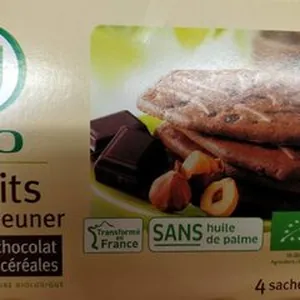 its
euner
chocolat
céréales
Transformé
en France
SANS huile
de palme
4 sache